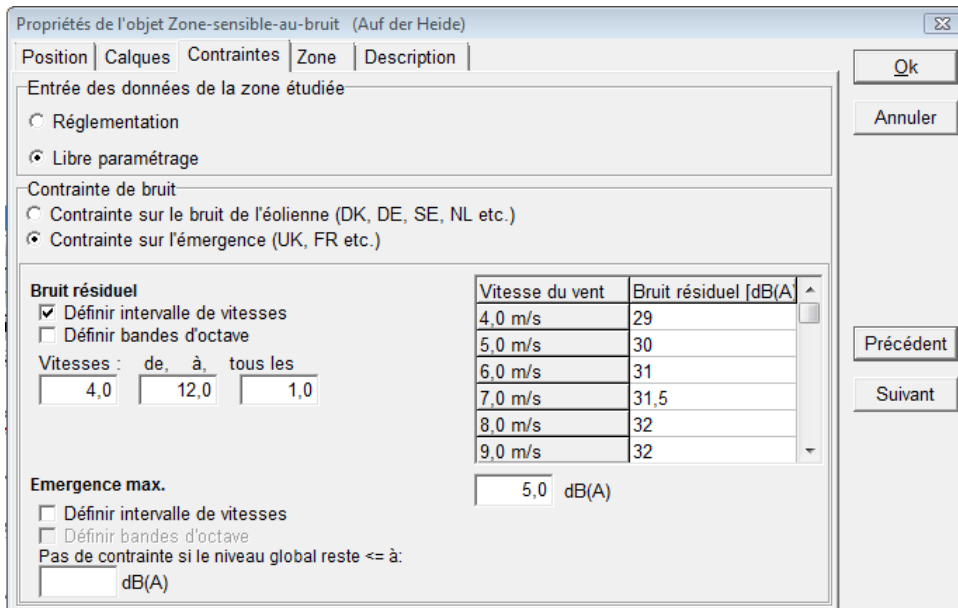 Propriétés de l'objet Zone-sensible-au-bruit (Auf der Heide)
Position Calques Contraintes Zone Description
Ok
Annuler
Précédent
Suivant
Entrée des données de la zone étudiée
Réglementation
Libre paramétrage
Contrainte de bruit
Contrainte sur le bruit de l'éolienne (DK, DE, SE, NL etc.)
Contrainte sur l'émergence (UK, FR etc.)
Bruit résiduel
Définir intervalle de vitesses
Définir bandes d'octave
Vitesses : de, à, tous les
4,0 12,0 1,0
Vitesse du vent Bruit résiduel [dB(A)
4,0 m/s 29
5,0 m/s 30
6,0 m/s 31
7,0 m/s 31,5
8,0 m/s 32
9,0 m/s 32
Emergence max.
5,0 dB(A)
Définir intervalle de vitesses
Définir bandes d'octave
Pas de contrainte si le niveau global reste <= à:
dB(A)